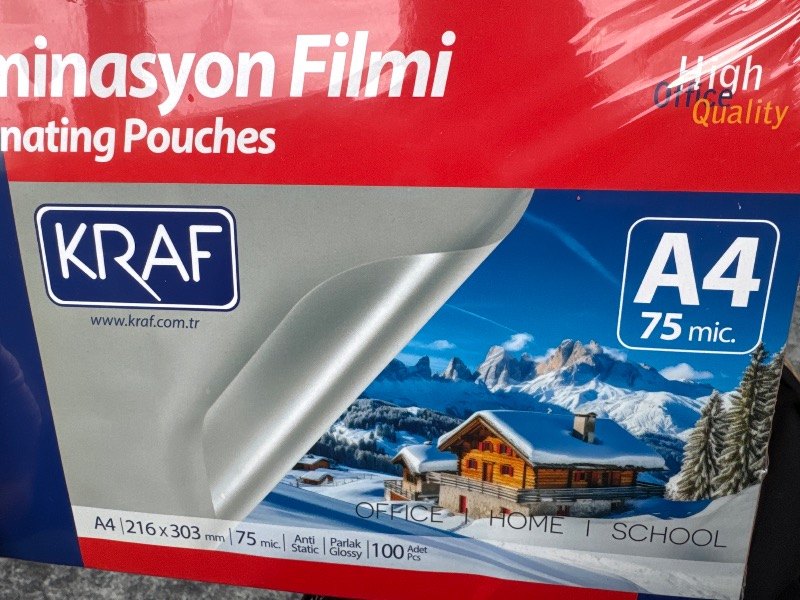 minasyon Filmi
nating Pouches
High
Office
Quality
KRAF
www.kraf.com.tr
A4
75 mic.
OFFICE | HOME | SCHOOL
A4 | 216 x 303 mm | 75 mic. | Anti Static | Parlak Glossy | 100 Adet Pcs